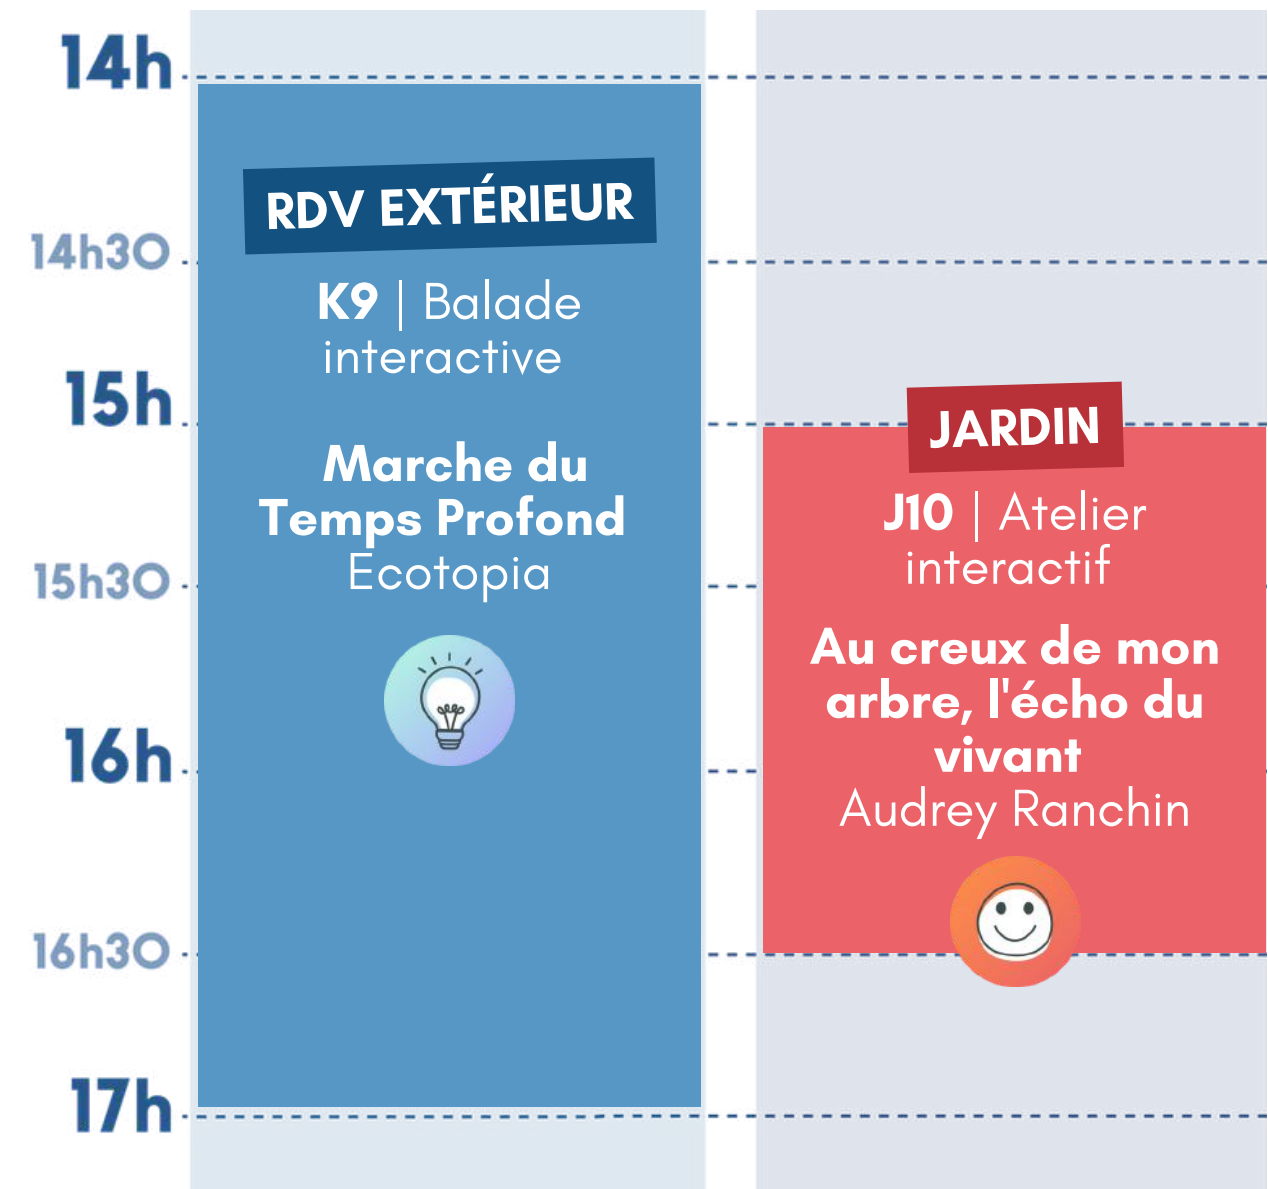 14h
14h30
15h
15h30
16h
16h30
17h
RDV EXTÉRIEUR
K9 | Balade
interactive
Marche du
Temps Profond
Ecotopia
JARDIN
J10 | Atelier
interactif
Au creux de mon
arbre, l'écho du
vivant
Audrey Ranchin